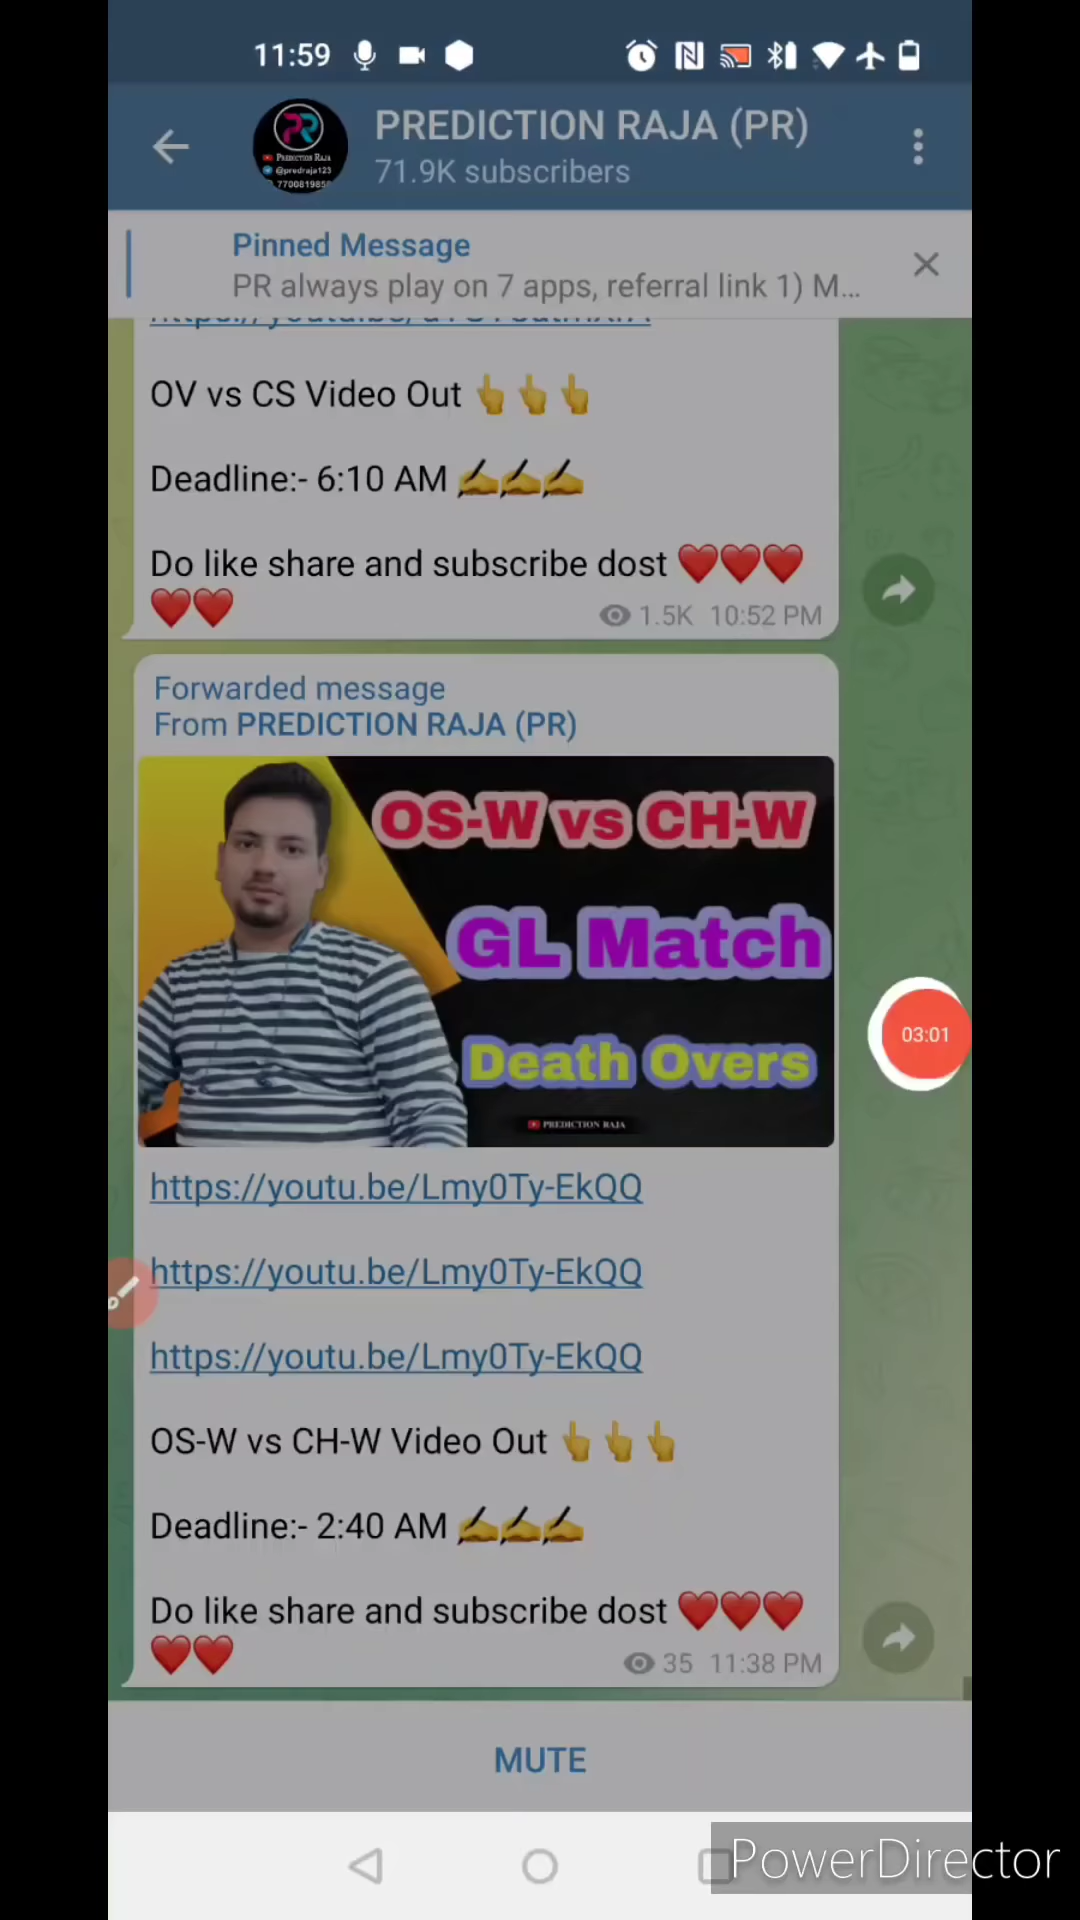 11:59
PREDICTION RAJA (PR)
71.9K subscribers
PREDICTION RAJA
@predraja123
Pinned Message
PR always play on 7 apps, referral link 1) M...
OV vs CS Video Out 👆👆👆
Deadline:- 6:10 AM ✍✍✍
Do like share and subscribe dost ❤❤❤
❤❤
1.5K 10:52 PM
Forwarded message
From PREDICTION RAJA (PR)
OS-W vs CH-W
GL Match
Death Overs
PREDICTION RAJA
03:01
https://youtu.be/Lmy0Ty-EkQQ
https://youtu.be/Lmy0Ty-EkQQ
https://youtu.be/Lmy0Ty-EkQQ
OS-W vs CH-W Video Out 👆👆👆
Deadline:- 2:40 AM ✍✍✍
Do like share and subscribe dost ❤❤❤
❤❤
35 11:38 PM
MUTE
PowerDirector